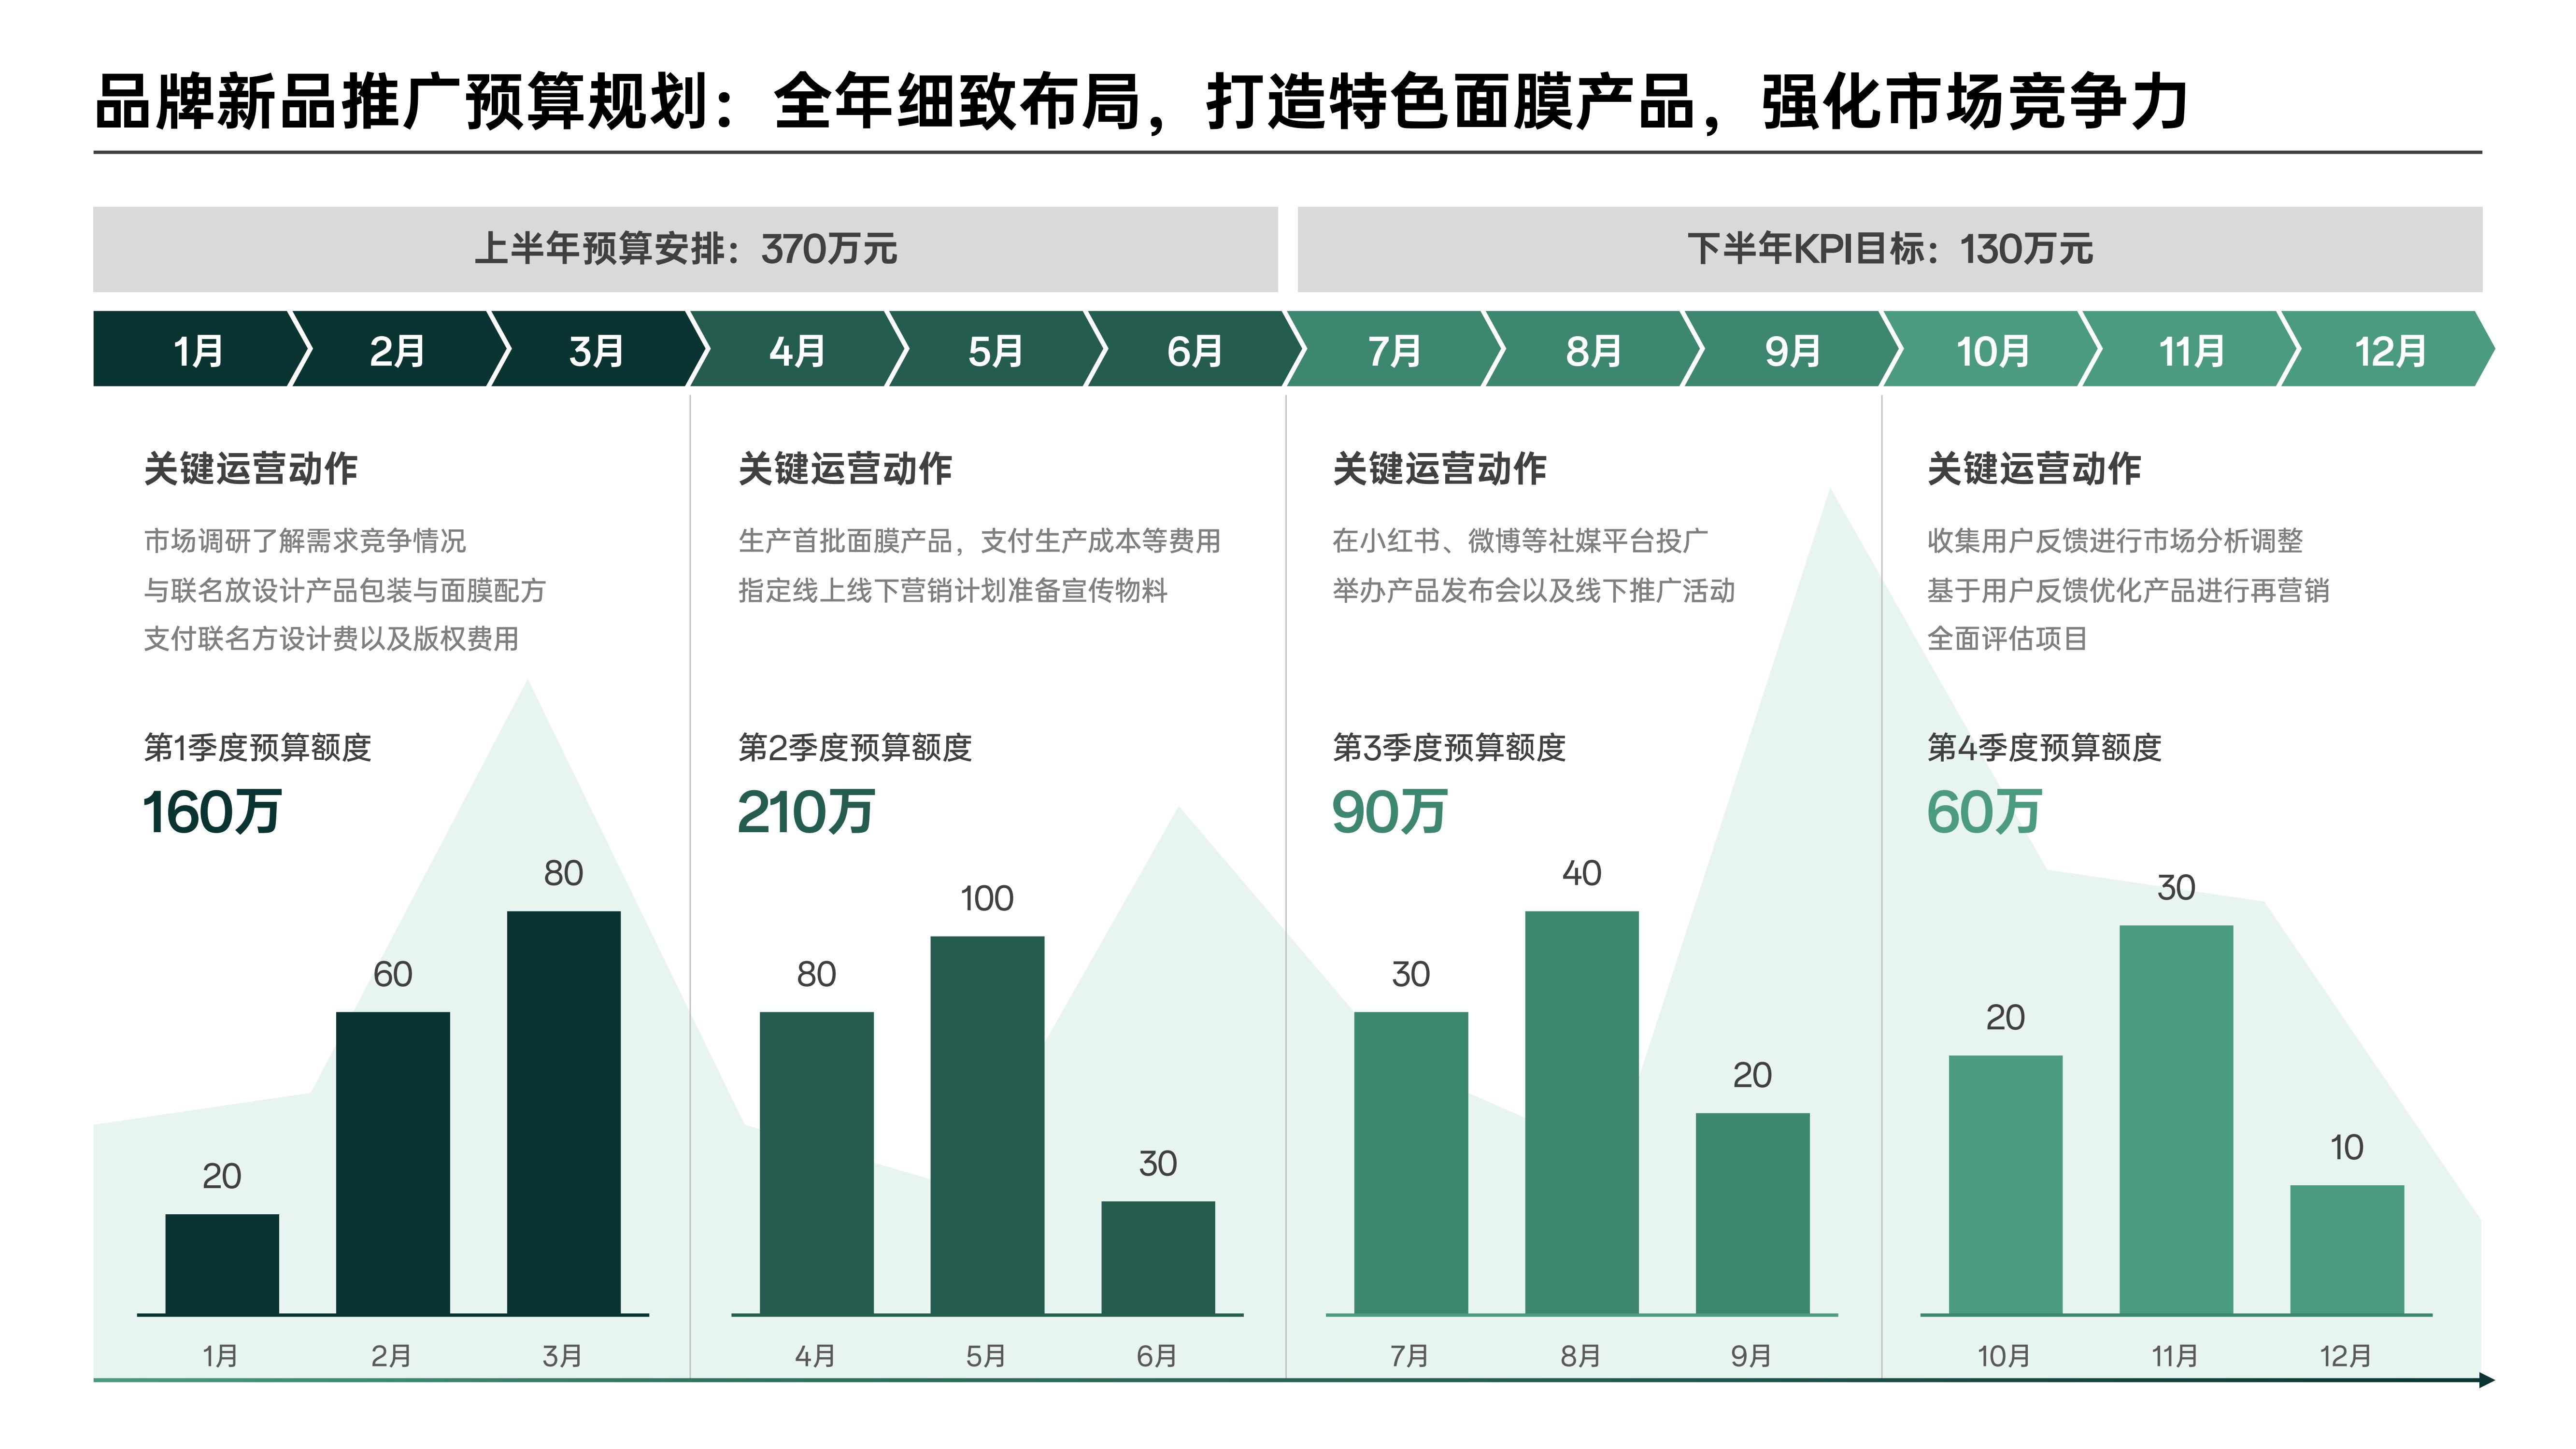 品牌新品推广预算规划：全年细致布局，打造特色面膜产品，强化市场竞争力
上半年预算安排：370万元
下半年KPI目标：130万元
1月
2月
3月
4月
5月
6月
7月
8月
9月
10月
11月
12月
关键运营动作
市场调研了解需求竞争情况
与联名放设计产品包装与面膜配方
支付联名方设计费以及版权费用
第1季度预算额度
160万
20
60
80
1月
2月
3月
关键运营动作
生产首批面膜产品，支付生产成本等费用
指定线上线下营销计划准备宣传物料
第2季度预算额度
210万
80
100
30
4月
5月
6月
关键运营动作
在小红书、微博等社媒平台投广
举办产品发布会以及线下推广活动
第3季度预算额度
90万
30
40
20
7月
8月
9月
关键运营动作
收集用户反馈进行市场分析调整
基于用户反馈优化产品进行再营销
全面评估项目
第4季度预算额度
60万
20
30
10
10月
11月
12月